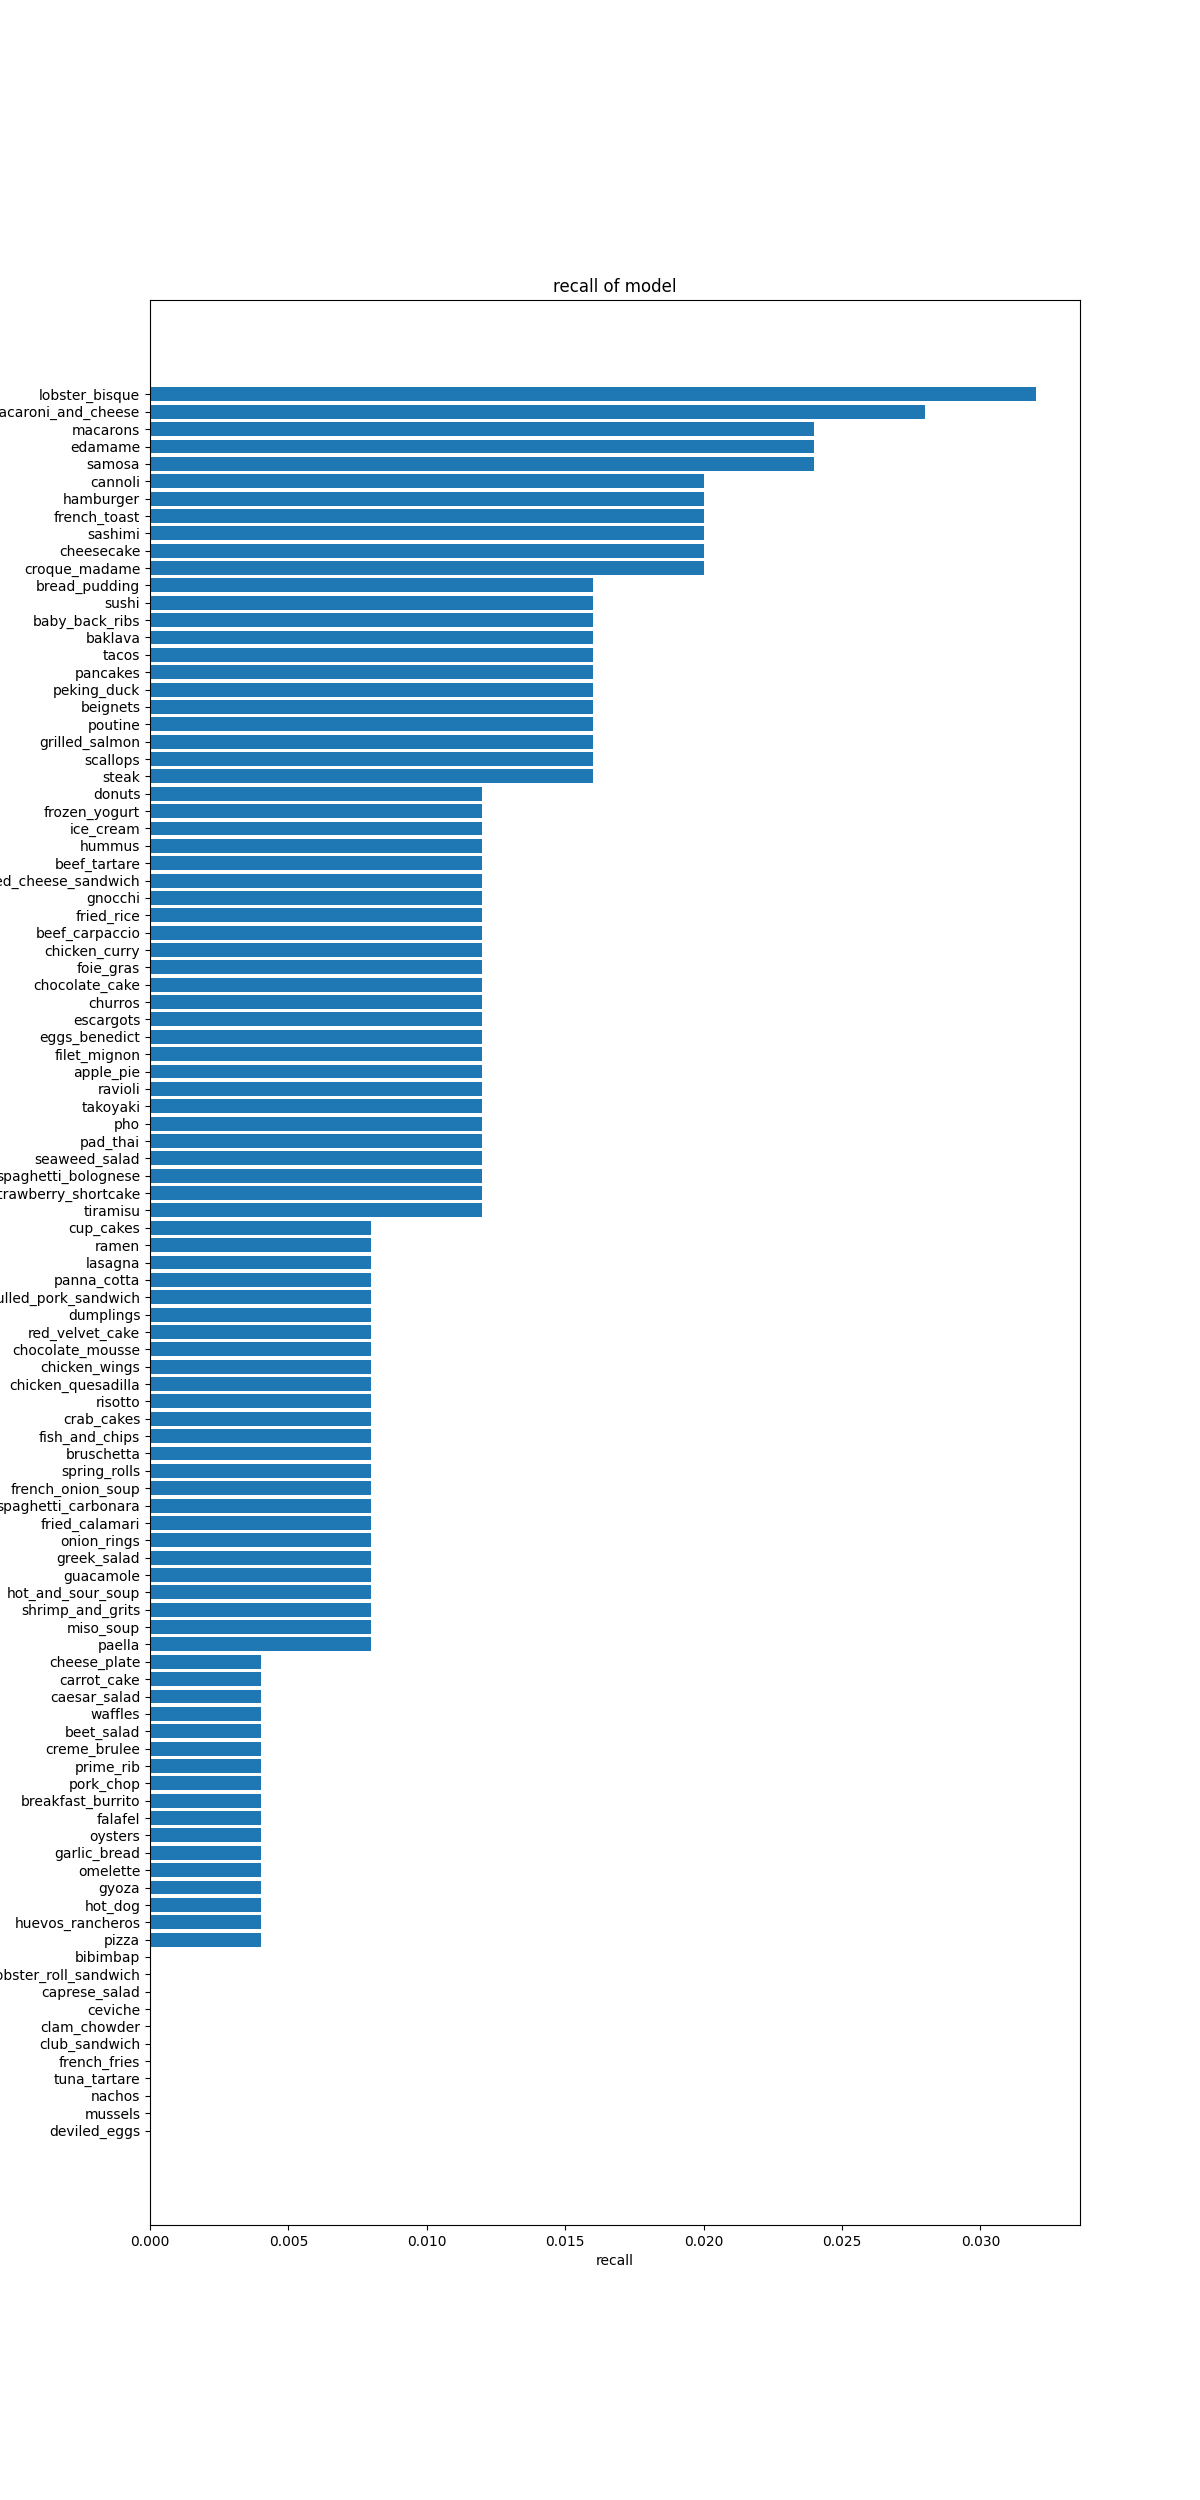 recall of model
lobster_bisque
acaroni_and_cheese
macarons
edamame
samosa
cannoli
hamburger
french_toast
sashimi
cheesecake
croque_madame
bread_pudding
sushi
baby_back_ribs
baklava
tacos
pancakes
peking_duck
beignets
poutine
grilled_salmon
scallops
steak
donuts
frozen_yogurt
ice_cream
hummus
beef_tartare
ed_cheese_sandwich
gnocchi
fried_rice
beef_carpaccio
chicken_curry
foie_gras
chocolate_cake
churros
escargots
eggs_benedict
filet_mignon
apple_pie
ravioli
takoyaki
pho
pad_thai
seaweed_salad
spaghetti_bolognese
trawberry_shortcake
tiramisu
cup_cakes
ramen
lasagna
panna_cotta
ulled_pork_sandwich
dumplings
red_velvet_cake
chocolate_mousse
chicken_wings
chicken_quesadilla
risotto
crab_cakes
fish_and_chips
bruschetta
spring_rolls
french_onion_soup
spaghetti_carbonara
fried_calamari
onion_rings
greek_salad
guacamole
hot_and_sour_soup
shrimp_and_grits
miso_soup
paella
cheese_plate
carrot_cake
caesar_salad
waffles
beet_salad
creme_brulee
prime_rib
pork_chop
breakfast_burrito
falafel
oysters
garlic_bread
omelette
gyoza
hot_dog
huevos_rancheros
pizza
bibimbap
obster_roll_sandwich
caprese_salad
ceviche
clam_chowder
club_sandwich
french_fries
tuna_tartare
nachos
mussels
deviled_eggs
0.000 0.005 0.010 0.015 0.020 0.025 0.030
recall